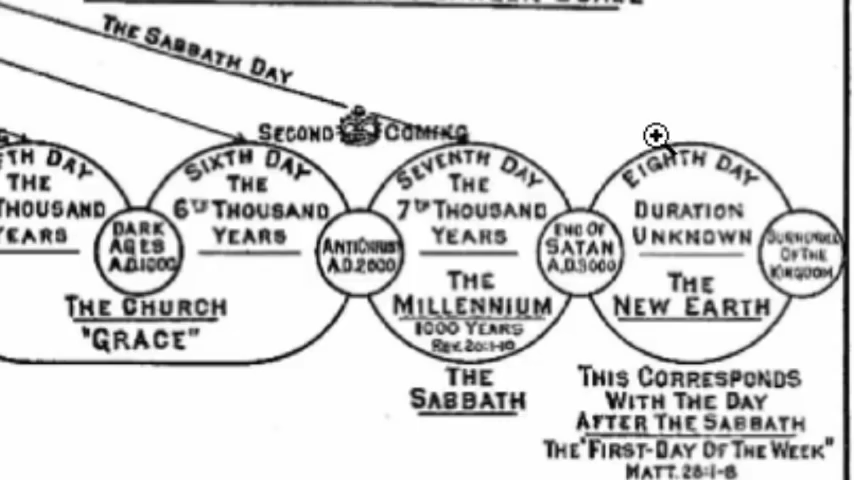 THE SABBATH DAY
SECOND COMING
TH DAY
THE
THOUSAND
YEARS
DARK
AGES
A.D.1000
SIXTH DAY
THE
6TH THOUSAND
YEARS
ANTICHRIST
A.D.2000
THE CHURCH
"GRACE"
SEVENTH DAY
THE
7TH THOUSAND
YEARS
THE
MILLENNIUM
1000 YEARS
REV. 20:1-10
THE
SABBATH
END OF
SATAN
A.D.3000
EIGHTH DAY
DURATION
UNKNOWN
THE
NEW EARTH
SURRENDER
OF THE
KINGDOM
THIS CORRESPONDS
WITH THE DAY
AFTER THE SABBATH
THE "FIRST-DAY OF THE WEEK"
MATT. 28:1-8